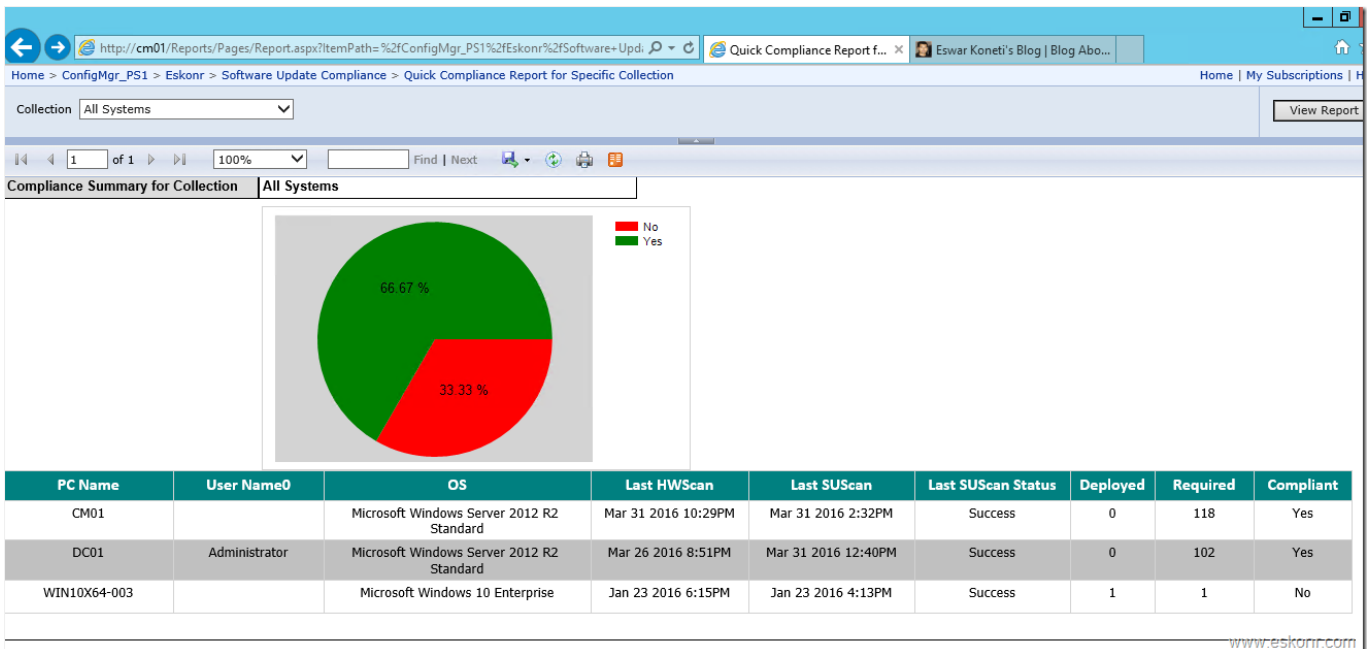 http://cm01/Reports/Pages/Report.aspx?ItemPath=%2fConfigMgr_PS1%2fEskonr%2fSoftware+Upd Quick Compliance Report f... Eswar Koneti's Blog | Blog Abo...
Home > ConfigMgr_PS1 > Eskonr > Software Update Compliance > Quick Compliance Report for Specific Collection Home | My Subscriptions |
Collection All Systems View Report
1 of 1 100% Find | Next
Compliance Summary for Collection All Systems
No
Yes
66.67 %
33.33 %
PC Name User Name0 OS Last HWScan Last SUScan Last SUScan Status Deployed Required Compliant
CM01 Microsoft Windows Server 2012 R2 Standard Mar 31 2016 10:29PM Mar 31 2016 2:32PM Success 0 118 Yes
DC01 Administrator Microsoft Windows Server 2012 R2 Standard Mar 26 2016 8:51PM Mar 31 2016 12:40PM Success 0 102 Yes
WIN10X64-003 Microsoft Windows 10 Enterprise Jan 23 2016 6:15PM Jan 23 2016 4:13PM Success 1 1 No
www.eskonr.com